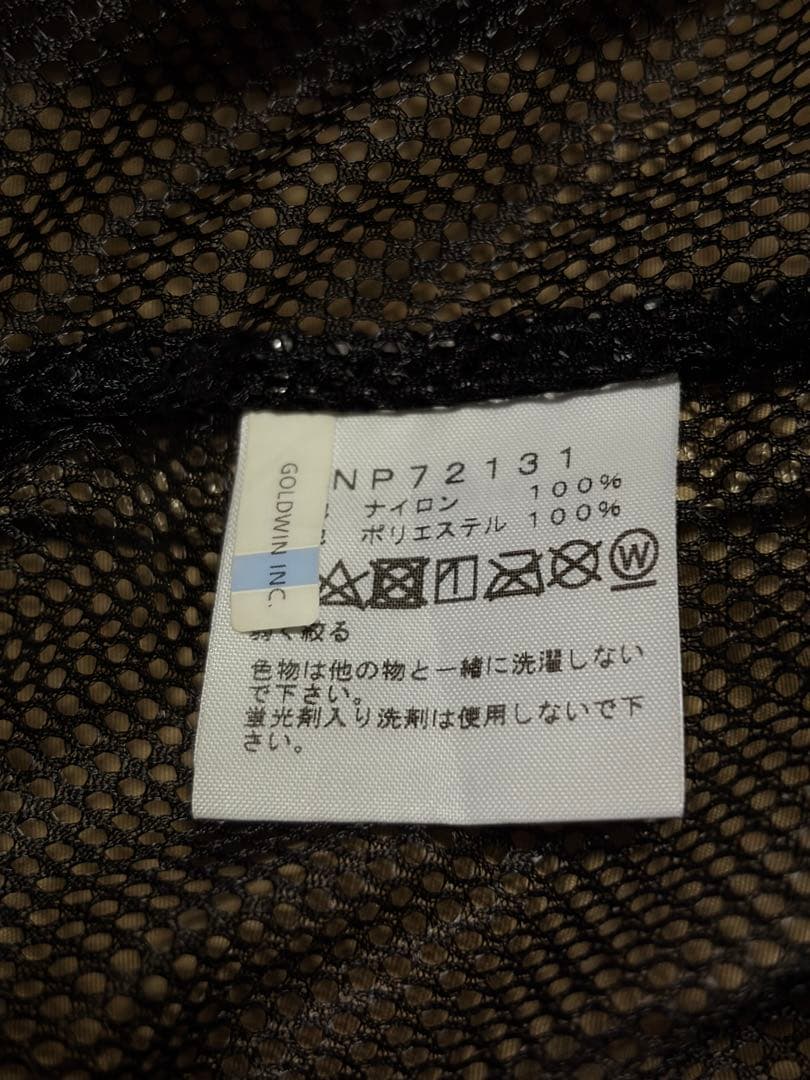 GOLDWIN INC.
NP72131
ナイロン 100%
ポリエステル 100%
W
弱く絞る
色物は他の物と一緒に洗濯しない
で下さい。
蛍光剤入り洗剤は使用しないで下
さい。